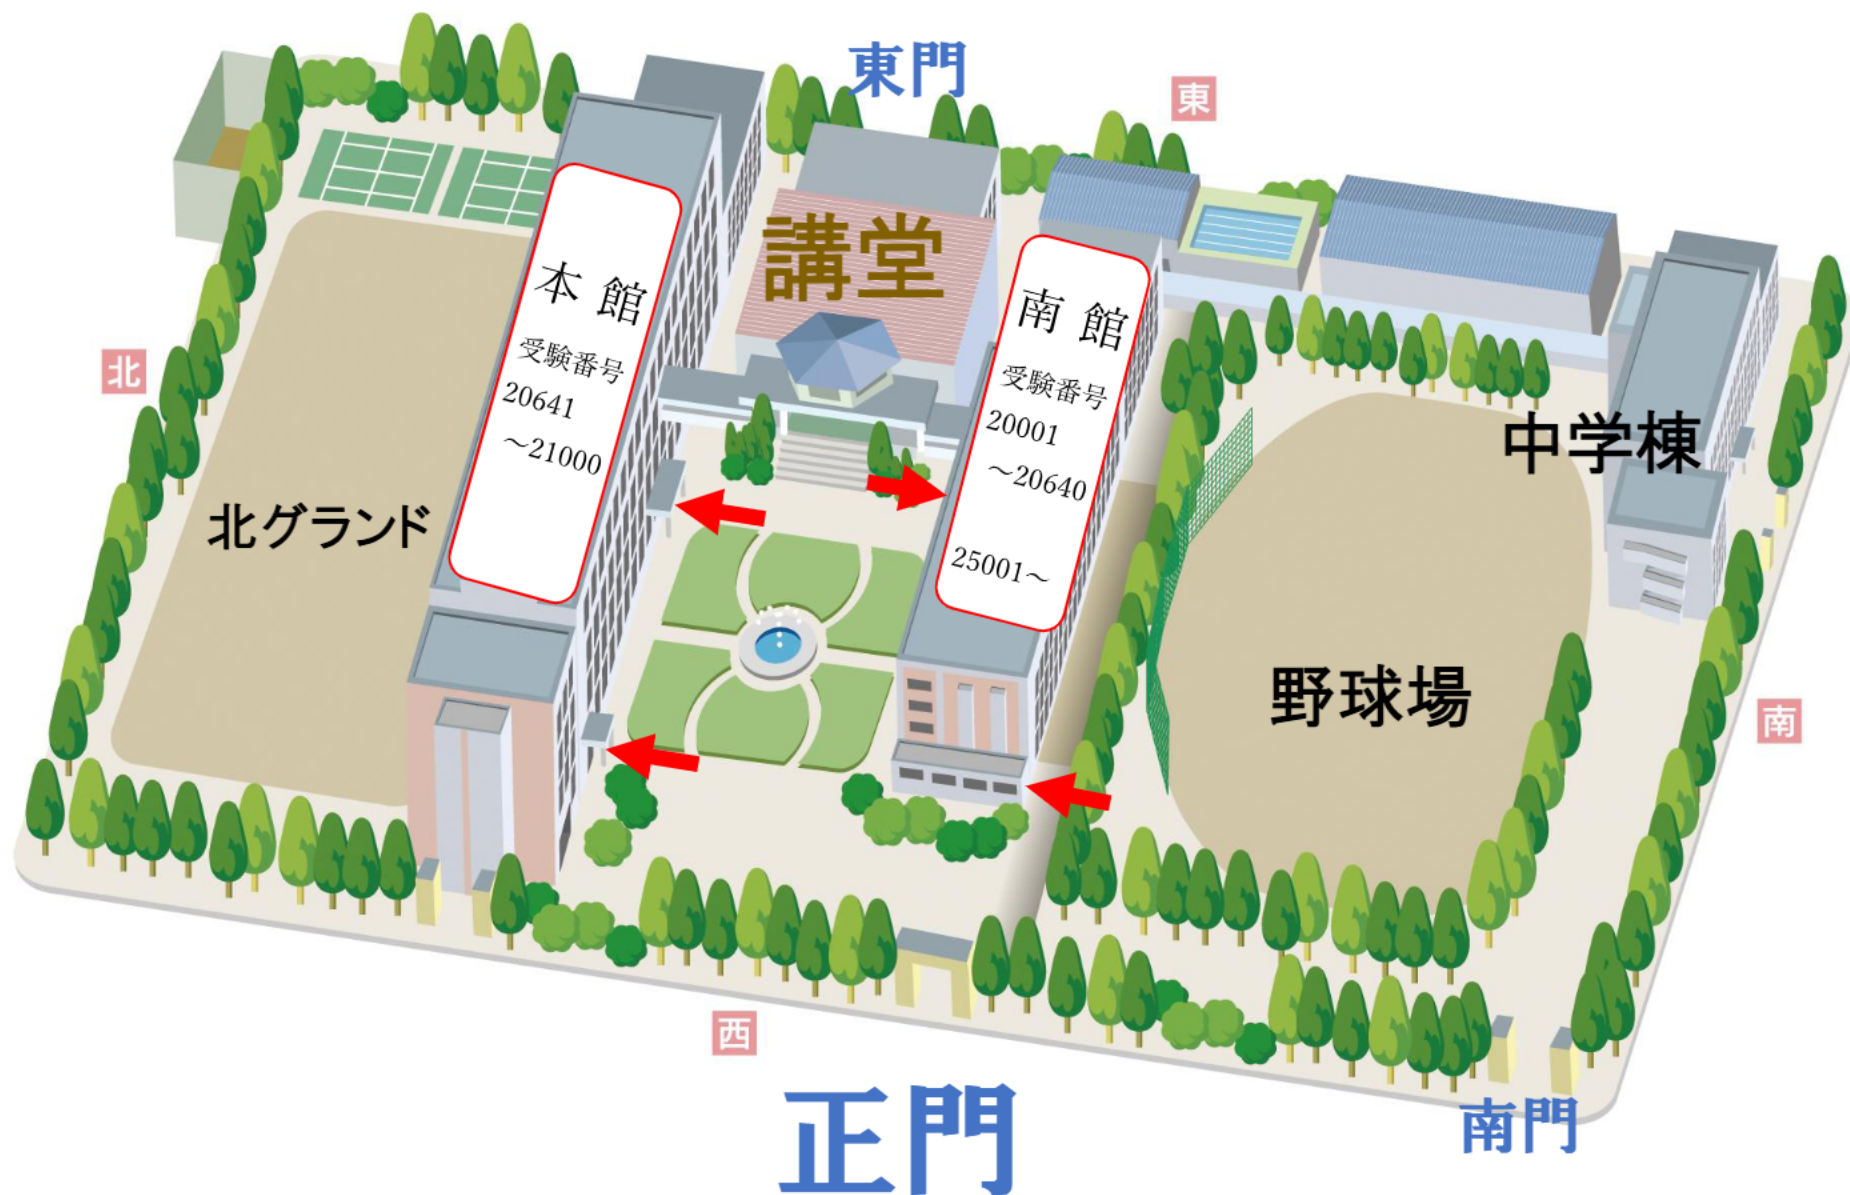 東門
東
講堂
本館
受験番号
20641
～21000
南館
受験番号
20001
～20640
25001～
北
北グランド
中学棟
野球場
南
西
正門
南門